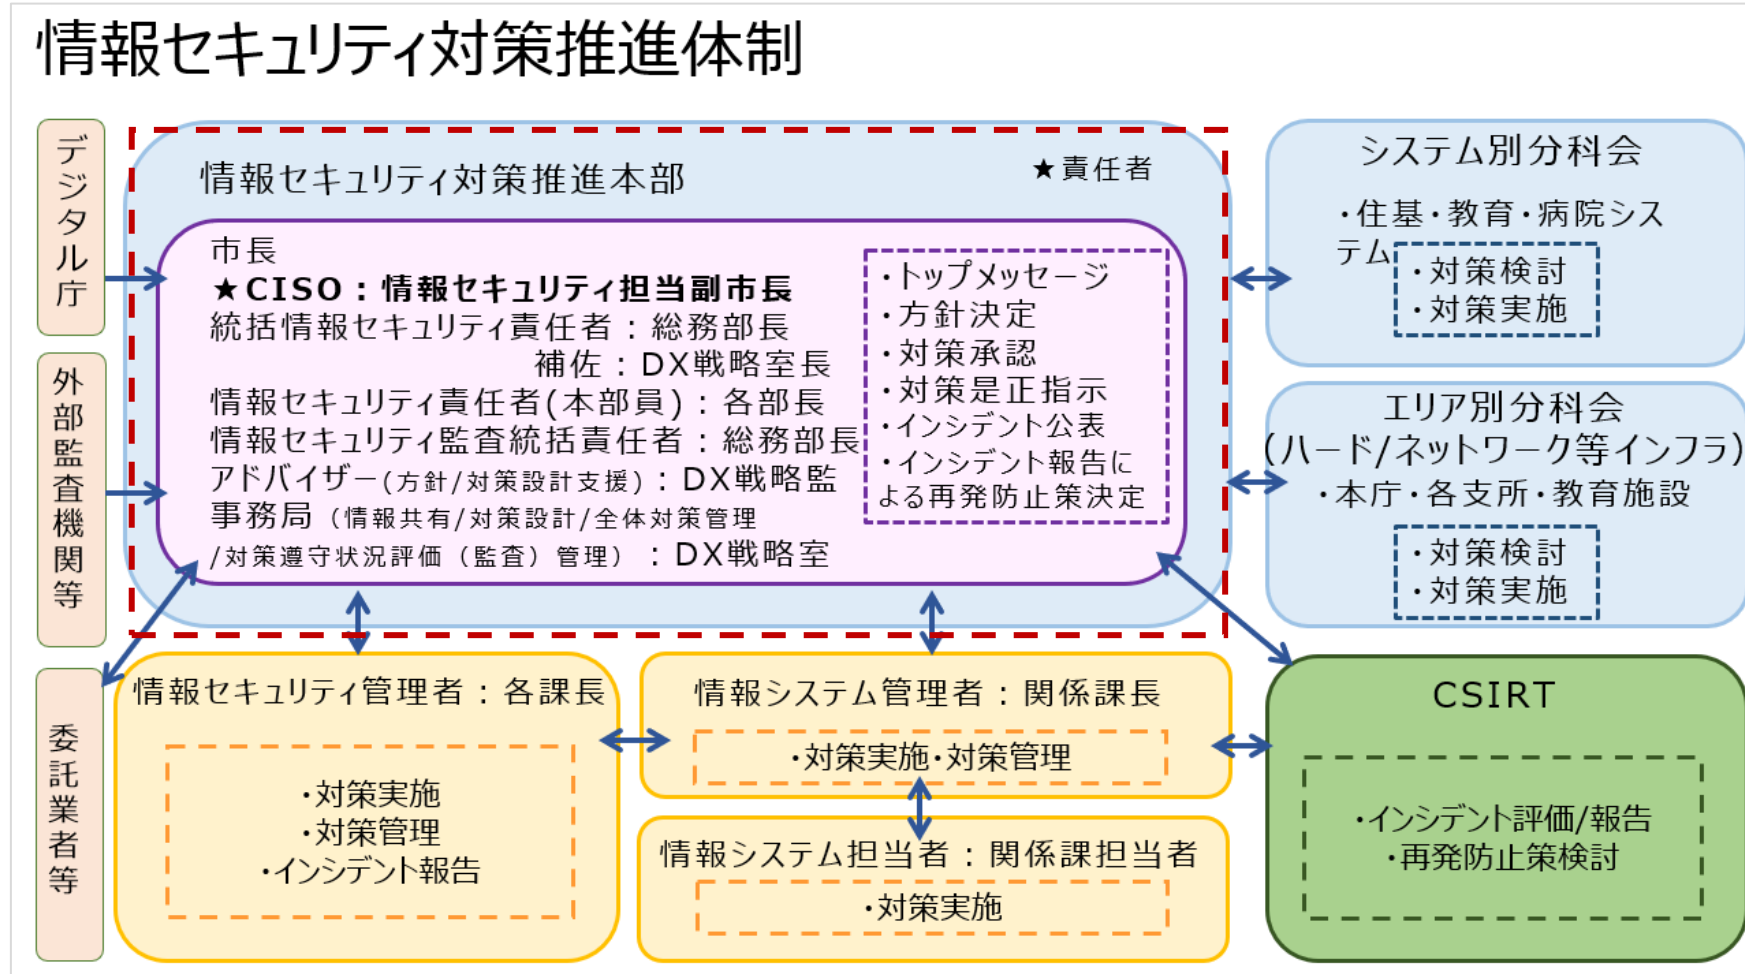 情報セキュリティ対策推進体制
デジタル庁
外部監査機関等
委託業者等
情報セキュリティ対策推進本部
★責任者
市長
★CISO：情報セキュリティ担当副市長
統括情報セキュリティ責任者：総務部長
補佐：DX戦略室長
情報セキュリティ責任者(本部員)：各部長
情報セキュリティ監査統括責任者：総務部長
アドバイザー(方針/対策設計支援)：DX戦略監
事務局（情報共有/対策設計/全体対策管理
/対策遵守状況評価（監査）管理）：DX戦略室
・トップメッセージ
・方針決定
・対策承認
・対策是正指示
・インシデント公表
・インシデント報告に
よる再発防止策決定
システム別分科会
・住基・教育・病院シス
テム
・対策検討
・対策実施
エリア別分科会
(ハード/ネットワーク等インフラ)
・本庁・各支所・教育施設
・対策検討
・対策実施
情報セキュリティ管理者：各課長
・対策実施
・対策管理
・インシデント報告
情報システム管理者：関係課長
・対策実施・対策管理
情報システム担当者：関係課担当者
・対策実施
CSIRT
・インシデント評価/報告
・再発防止策検討